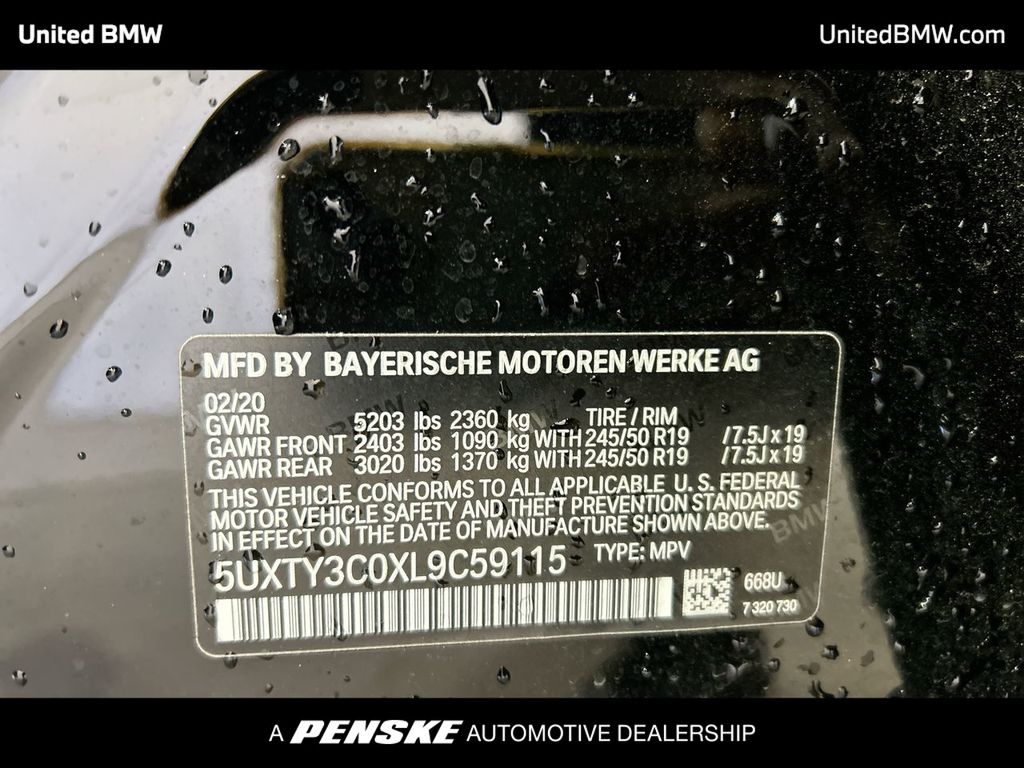 United BMW
UnitedBMW.com
MFD BY BAYERISCHE MOTOREN WERKE AG
02/20
GVWR 5203 lbs 2360 kg TIRE / RIM
GAWR FRONT 2403 lbs 1090 kg WITH 245/50 R19 /7.5J x 19
GAWR REAR 3020 lbs 1370 kg WITH 245/50 R19 /7.5J x 19
THIS VEHICLE CONFORMS TO ALL APPLICABLE U.S. FEDERAL
MOTOR VEHICLE SAFETY AND THEFT PREVENTION STANDARDS
IN EFFECT ON THE DATE OF MANUFACTURE SHOWN ABOVE.
5UXTY3C0XL9C59115 TYPE: MPV
668U
7 320 730
BMW
A PENSKE AUTOMOTIVE DEALERSHIP